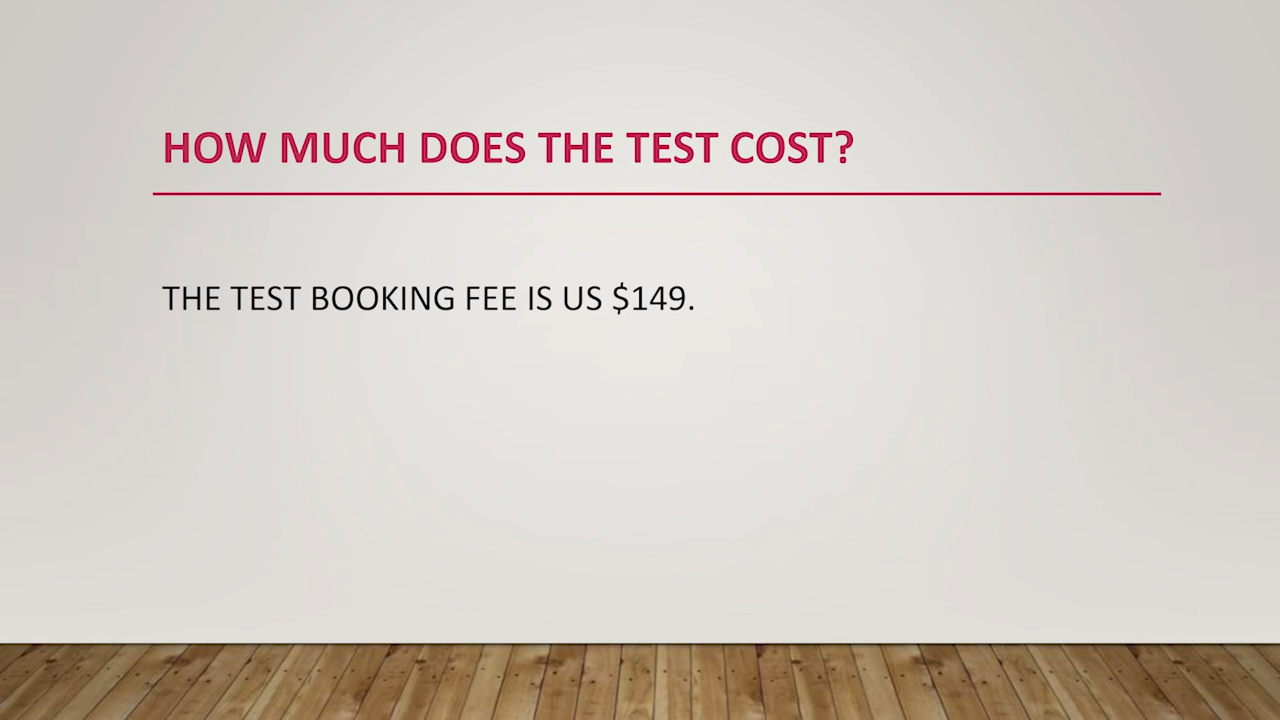 HOW MUCH DOES THE TEST COST?
THE TEST BOOKING FEE IS US $149.